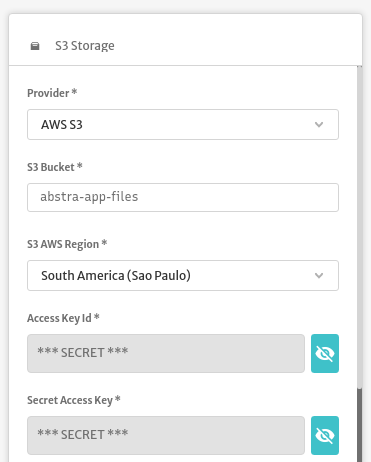 S3 Storage
Provider *
AWS S3
S3 Bucket *
abstra-app-files
S3 AWS Region *
South America (Sao Paulo)
Access Key Id *
*** SECRET ***
Secret Access Key *
*** SECRET ***